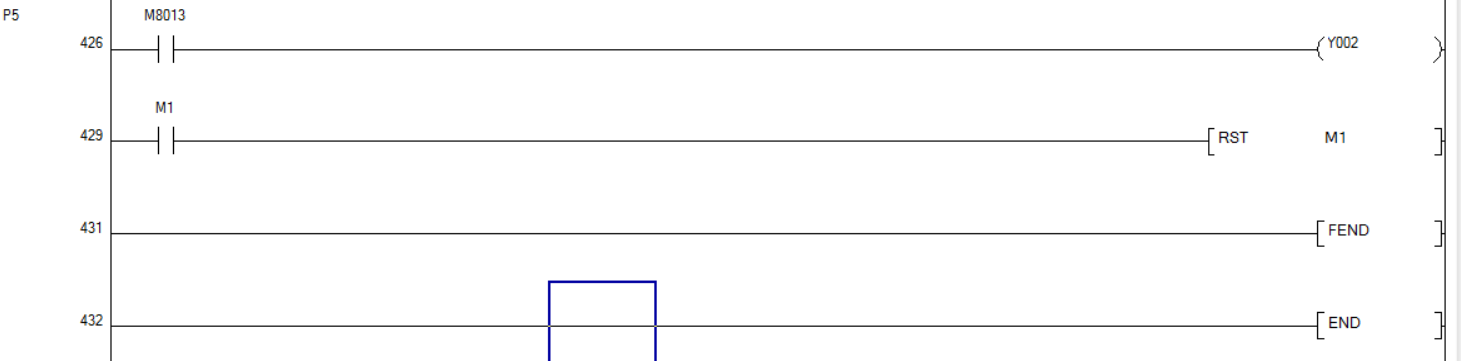 P5 M8013
426 Y002
M1
429 RST M1
431 FEND
432 END